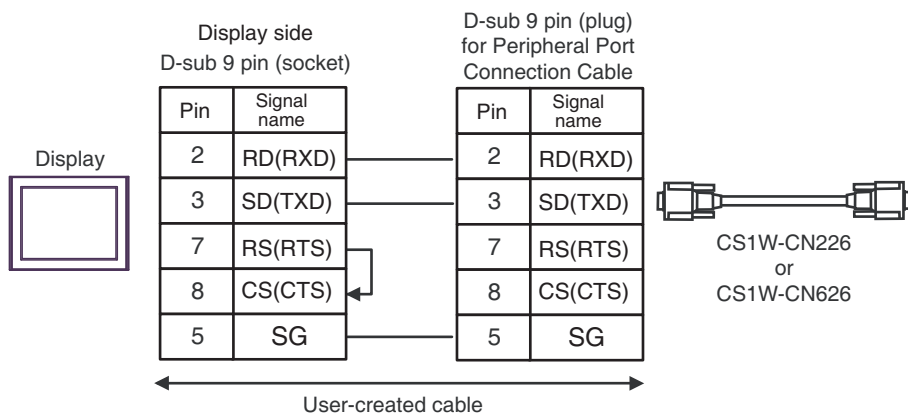 Display side
D-sub 9 pin (socket)
D-sub 9 pin (plug)
for Peripheral Port
Connection Cable
Pin
Signal
name
Pin
Signal
name
2
RD(RXD)
2
RD(RXD)
3
SD(TXD)
3
SD(TXD)
7
RS(RTS)
7
RS(RTS)
8
CS(CTS)
8
CS(CTS)
5
SG
5
SG
Display
CS1W-CN226
or
CS1W-CN626
User-created cable